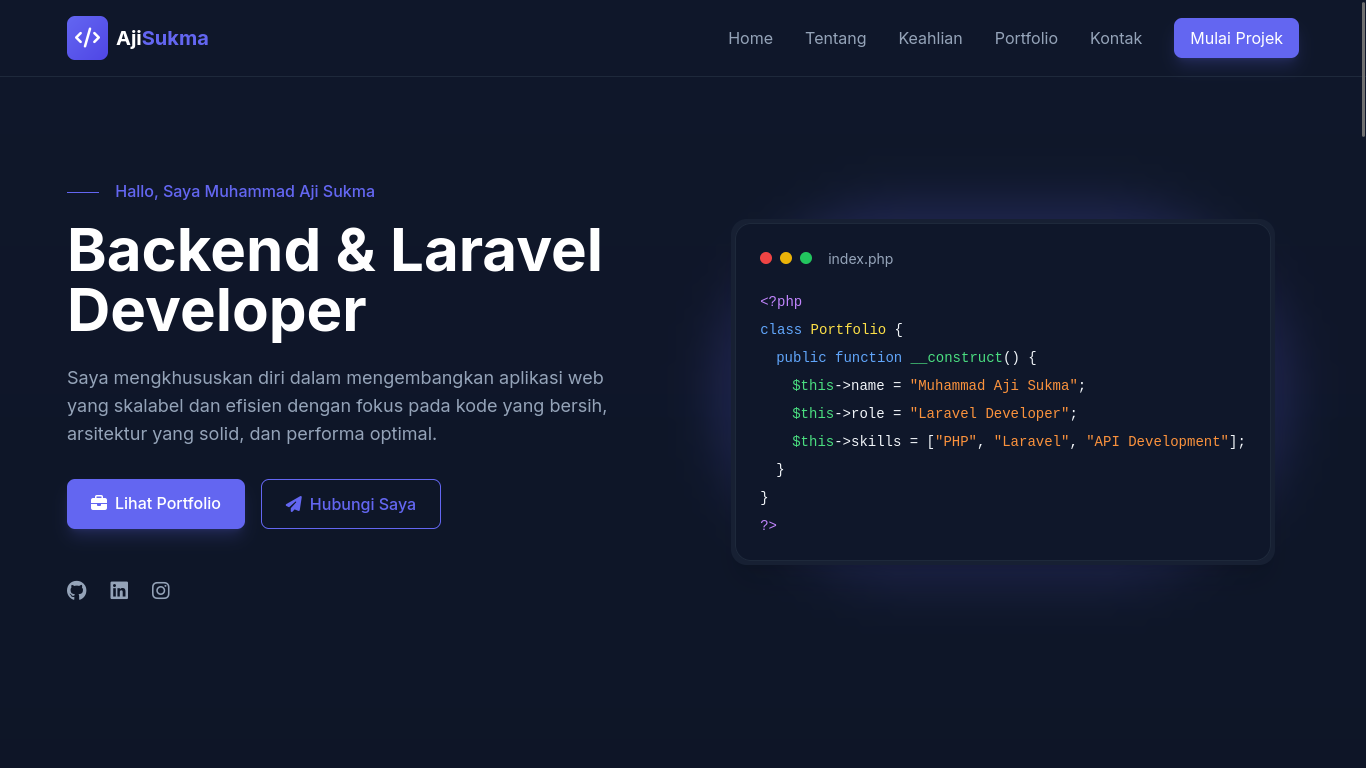 AjiSukma
Home
Tentang
Keahlian
Portfolio
Kontak
Mulai Projek
Hallo, Saya Muhammad Aji Sukma
Backend & Laravel
Developer
Saya mengkhususkan diri dalam mengembangkan aplikasi web
yang skalabel dan efisien dengan fokus pada kode yang bersih,
arsitektur yang solid, dan performa optimal.
Lihat Portfolio
Hubungi Saya
index.php
<?php
class Portfolio {
  public function __construct() {
    $this->name = "Muhammad Aji Sukma";
    $this->role = "Laravel Developer";
    $this->skills = ["PHP", "Laravel", "API Development"];
  }
}
?>